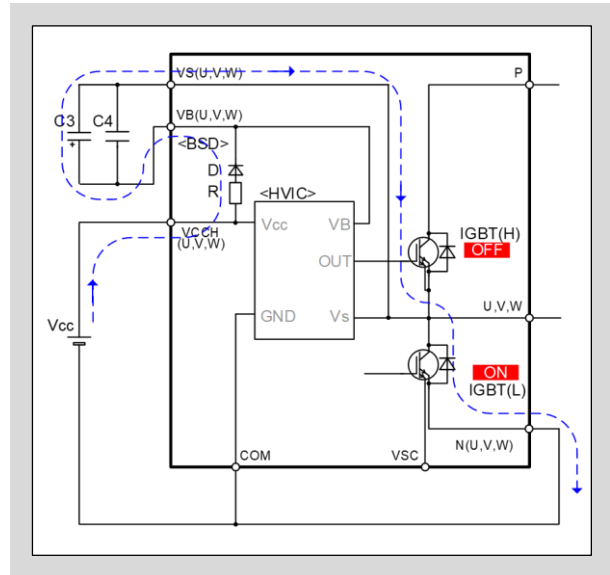 VS(U,V,W)
P
C3
C4
VB(U,V,W)
+
<BSD>
D
R
<HVIC>
Vcc
VB
IGBT(H)
OFF
VCCH
(U,V,W)
OUT
U,V,W
GND
Vs
Vcc
ON
IGBT(L)
N(U,V,W)
COM
VSC